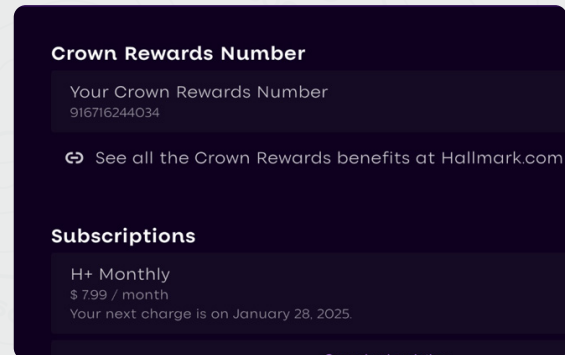 Crown Rewards Number
Your Crown Rewards Number
916716244034
See all the Crown Rewards benefits at Hallmark.com
Subscriptions
H+ Monthly
$ 7.99 / month
Your next charge is on January 28, 2025.